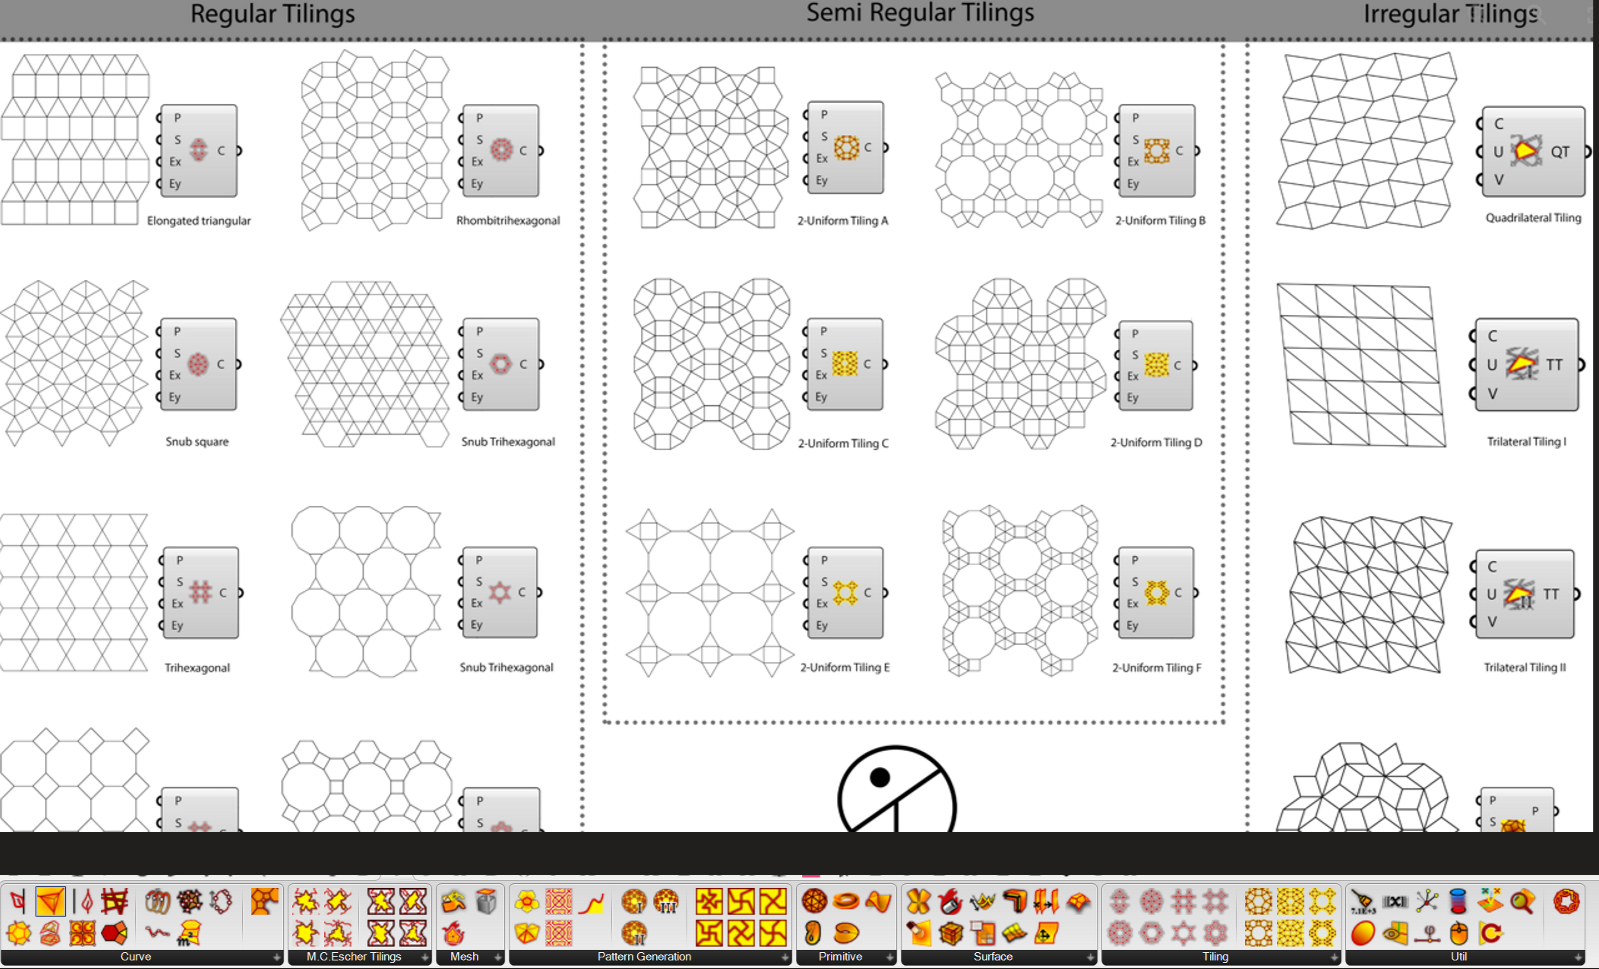 Regular Tilings
Semi Regular Tilings
Irregular Tilings
P
S
Ex
Ey
C
Elongated triangular
P
S
Ex
Ey
C
Rhombitrihexagonal
P
S
Ex
Ey
C
2-Uniform Tiling A
P
S
Ex
Ey
C
2-Uniform Tiling B
C
U
V
QT
Quadrilateral Tiling
P
S
Ex
Ey
C
Snub square
P
S
Ex
Ey
C
Snub Trihexagonal
P
S
Ex
Ey
C
2-Uniform Tiling C
P
S
Ex
Ey
C
2-Uniform Tiling D
C
U
V
TT
Trilateral Tiling I
P
S
Ex
Ey
C
Trihexagonal
P
S
Ex
Ey
C
Snub Trihexagonal
P
S
Ex
Ey
C
2-Uniform Tiling E
P
S
Ex
Ey
C
2-Uniform Tiling F
C
U
V
TT
Trilateral Tiling II
P
S
P
S
P
S
P
Curve
M.C.Escher Tilings
Mesh
Pattern Generation
Primitive
Surface
Tiling
Util